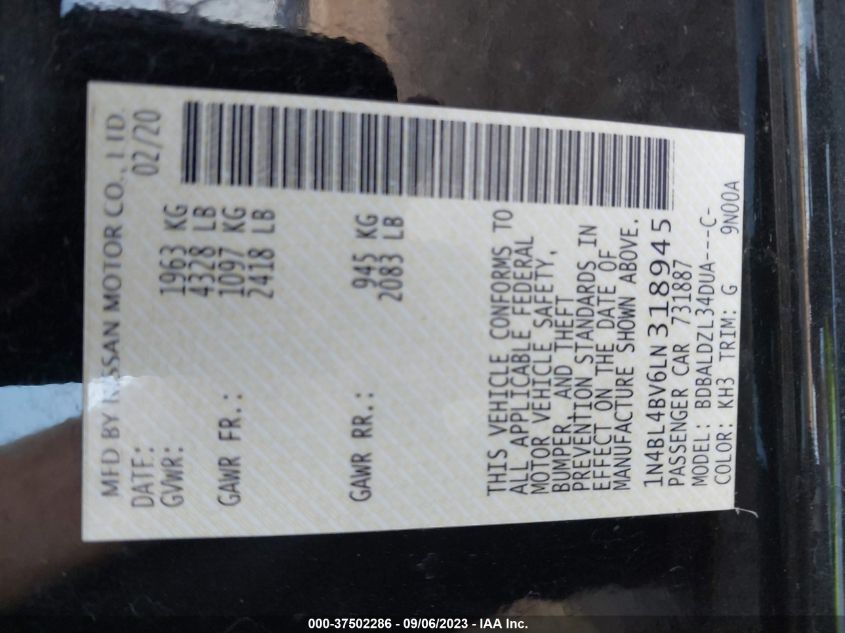 MFD BY NISSAN MOTOR CO., LTD.
DATE: 02/20
GVWR: 1963 KG
4328 LB
GAWR FR.: 1097 KG
2418 LB
GAWR RR.: 945 KG
2083 LB
THIS VEHICLE CONFORMS TO
ALL APPLICABLE FEDERAL
MOTOR VEHICLE SAFETY,
BUMPER, AND THEFT
PREVENTION STANDARDS IN
EFFECT ON THE DATE OF
MANUFACTURE SHOWN ABOVE.
1N4BL4BV6LN318945
PASSENGER CAR 731887
MODEL: BDBALDZL34DUA---C-
COLOR: KH3 TRIM: G 9N00A
000-37502286 - 09/06/2023 - IAA Inc.